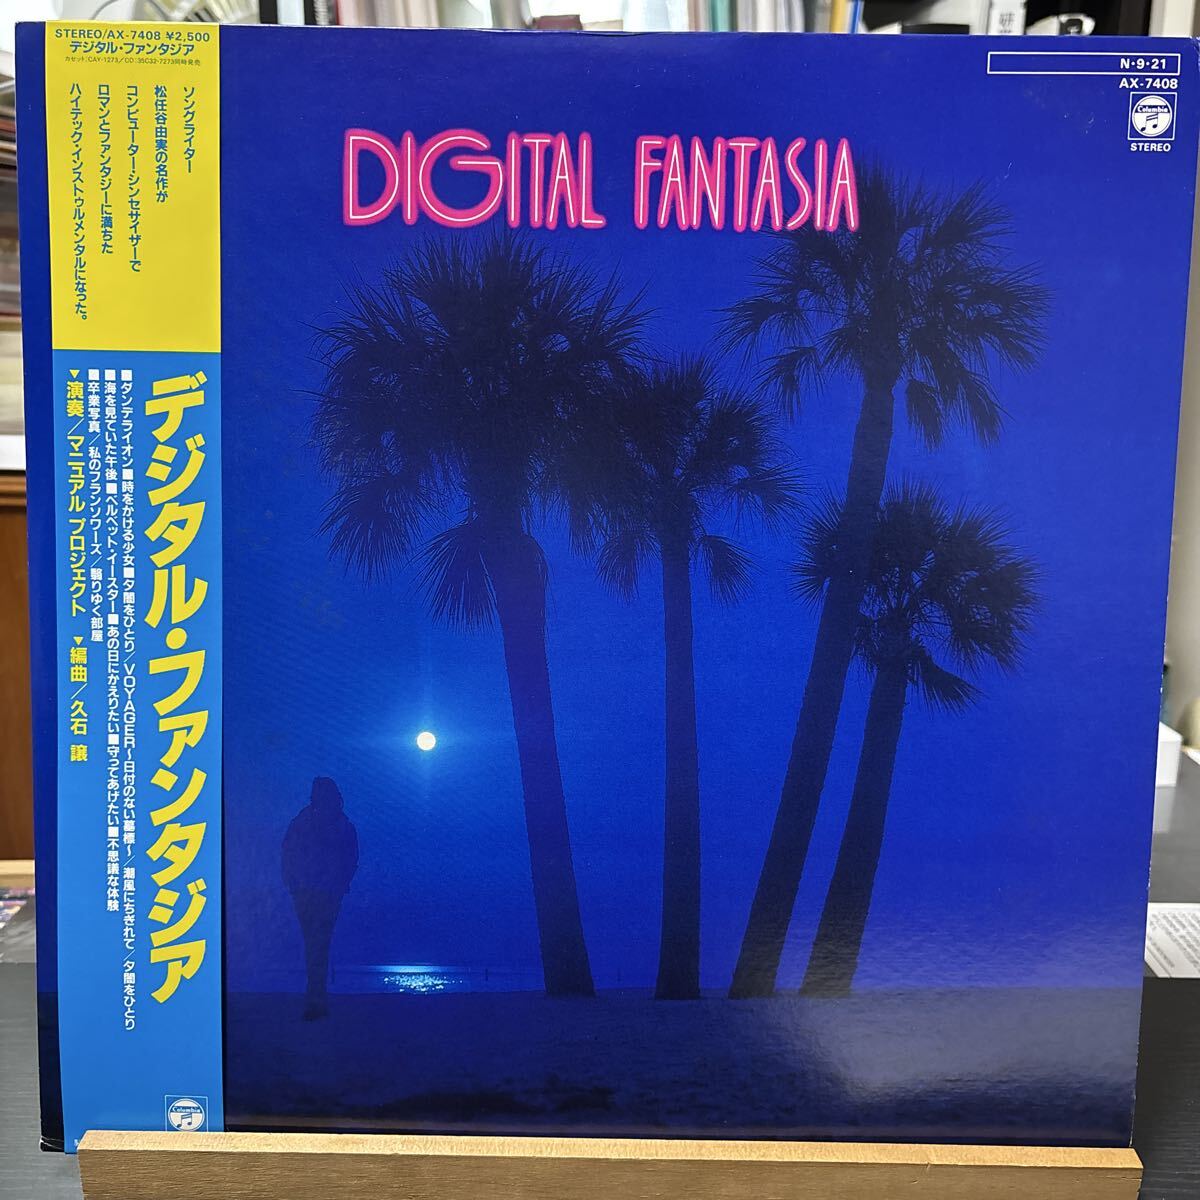 STEREO/AX-7408 ¥2,500
デジタル・ファンタジア
カセット:CAY-1273/CD:35C32-7273同時発売
ソングライター
松任谷由実の名作が
コンピューター・シンセサイザーで
ロマンとファンタジーに満ちた
ハイテック・インストゥルメンタルになった。
デジタル・ファンタジア
■ダンデライオン■時をかける少女■夕闇をひとり/VOYAGER〜日付のない墓標〜/潮風にちぎれて/夕闇をひとり
■海を見ていた午後■ベルベット・イースター■あの日にかえりたい■守ってあげたい■不思議な体験
■卒業写真/私のフランソワーズ/翳りゆく部屋
▼演奏/マニュアル プロジェクト ▼編曲/久石 譲
Columbia
DIGITAL FANTASIA
N・9・21
AX-7408
Columbia
STEREO